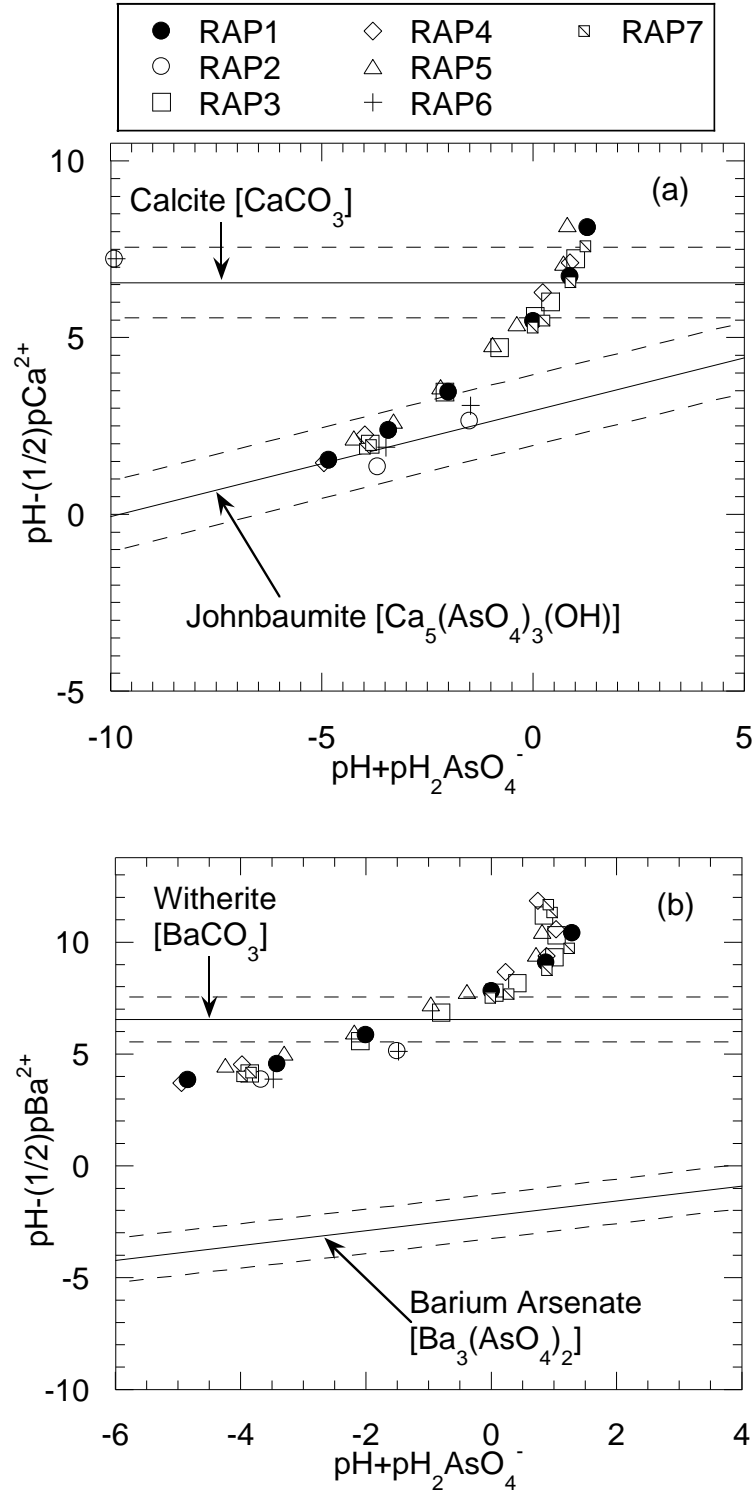 RAP1 RAP4 RAP7
RAP2 RAP5
RAP3 RAP6
10
(a)
Calcite [CaCO₃]
5
pH-(1/2)pCa²⁺
0
Johnbaumite [Ca₅(AsO₄)₃(OH)]
-5
-10 -5 0 5
pH+pH₂AsO₄⁻
Witherite
(b)
[BaCO₃]
10
5
pH-(1/2)pBa²⁺
0
-5
Barium Arsenate
[Ba₃(AsO₄)₂]
-10
-6 -4 -2 0 2 4
pH+pH₂AsO₄⁻